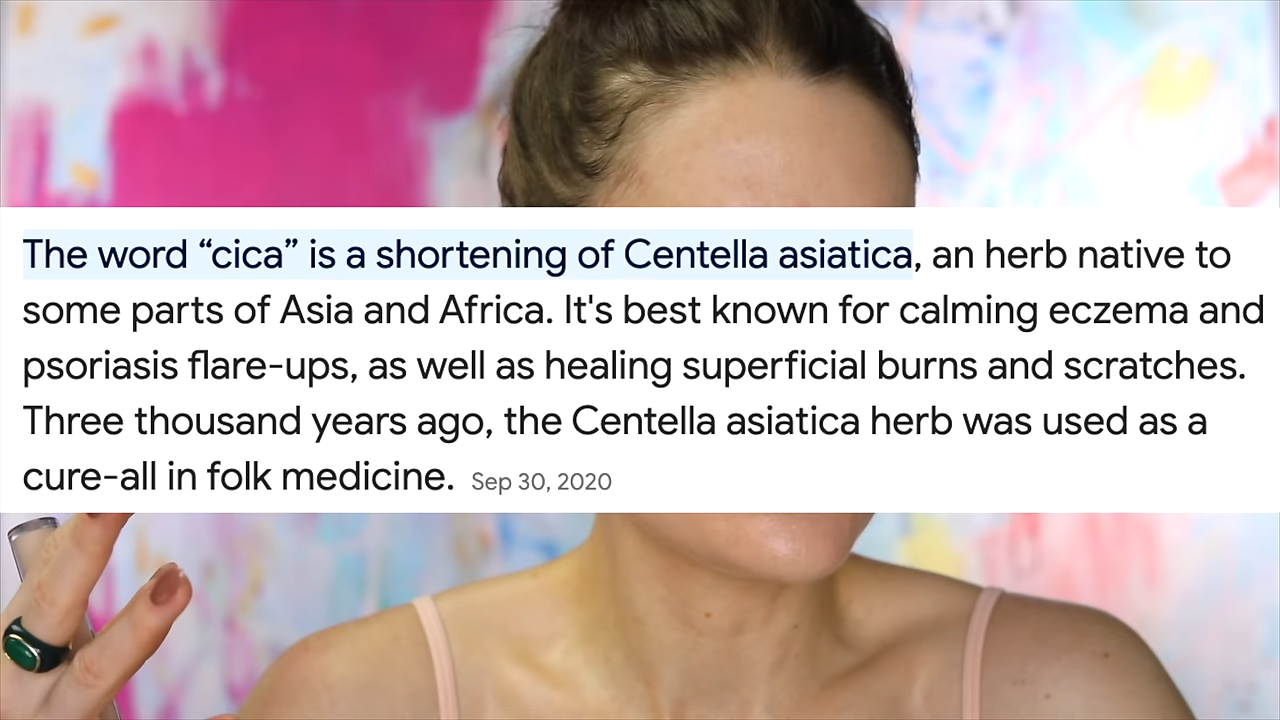 The word “cica” is a shortening of Centella asiatica, an herb native to
some parts of Asia and Africa. It's best known for calming eczema and
psoriasis flare-ups, as well as healing superficial burns and scratches.
Three thousand years ago, the Centella asiatica herb was used as a
cure-all in folk medicine. Sep 30, 2020